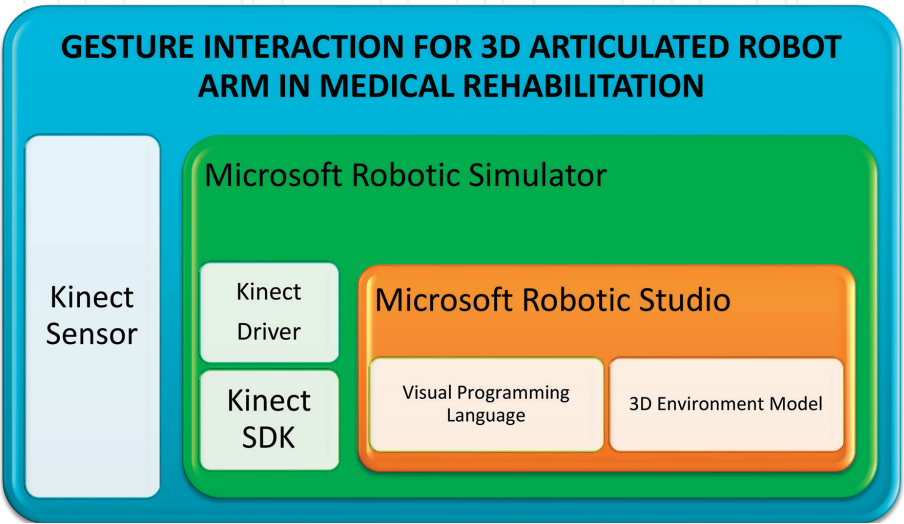 GESTURE INTERACTION FOR 3D ARTICULATED ROBOT
ARM IN MEDICAL REHABILITATION
Kinect
Sensor
Microsoft Robotic Simulator
Kinect
Driver
Kinect
SDK
Microsoft Robotic Studio
Visual Programming
Language
3D Environment Model